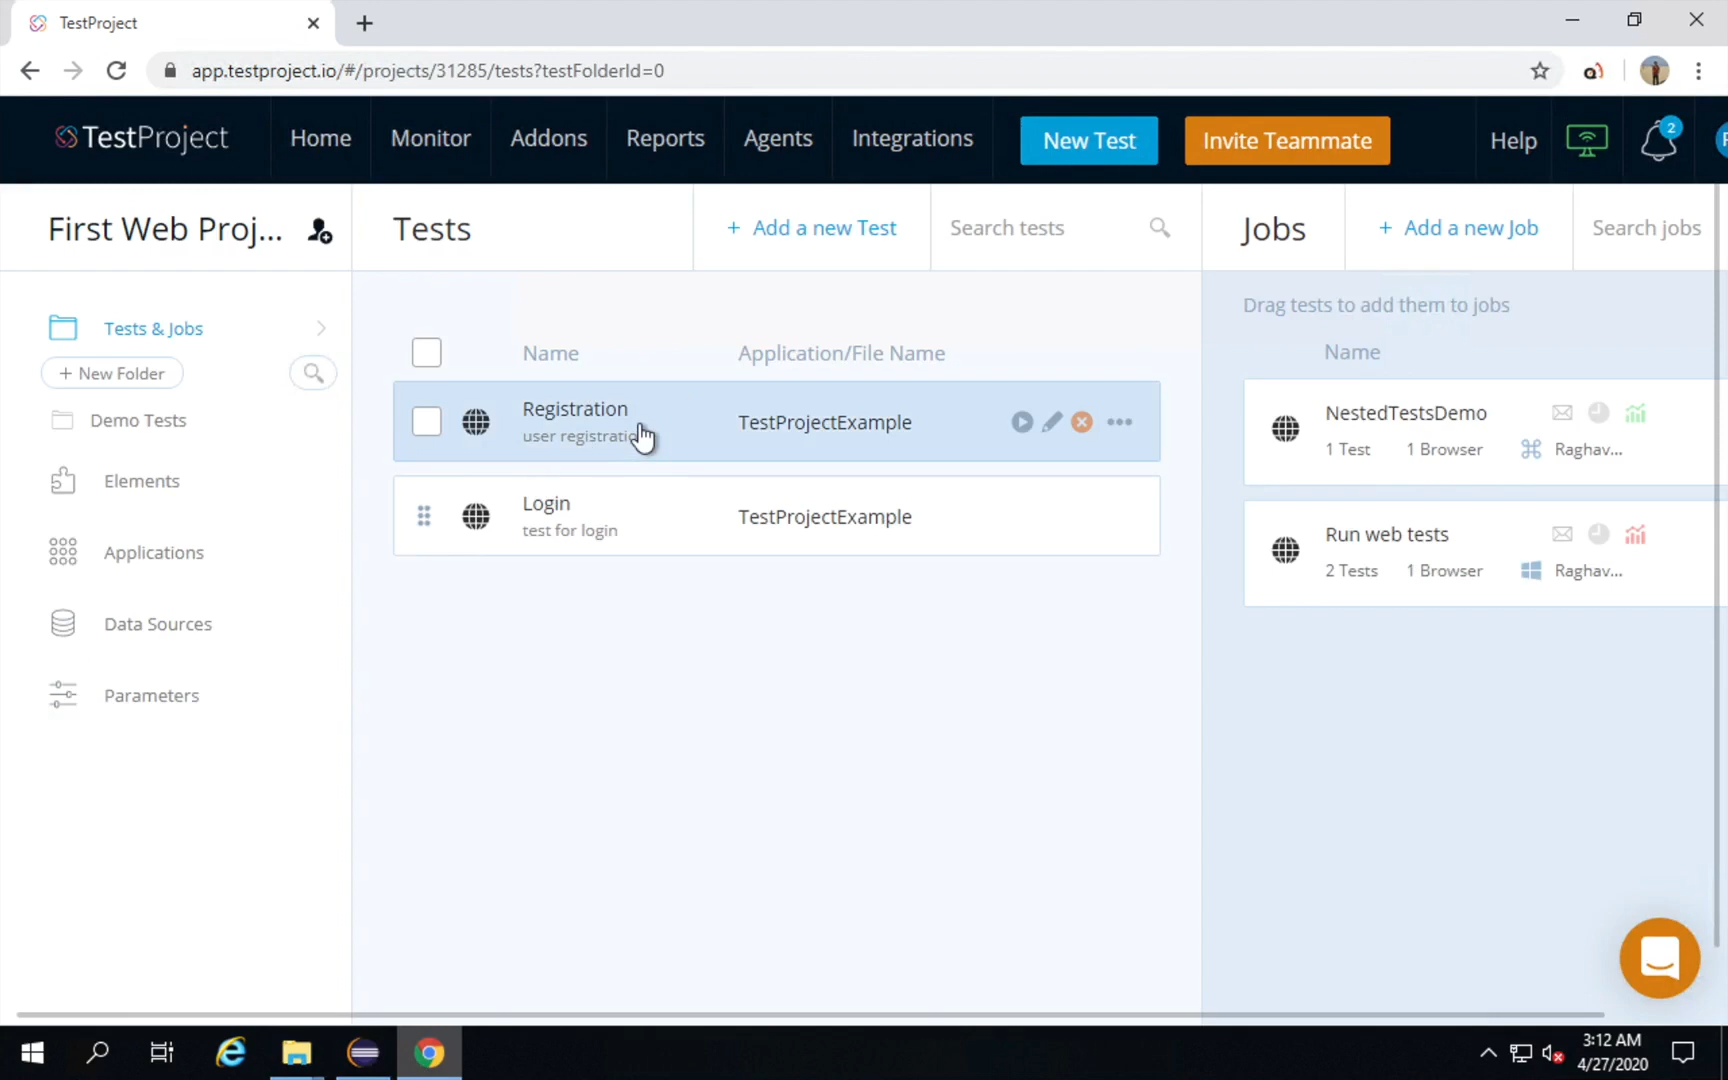 TestProject
app.testproject.io/#/projects/31285/tests?testFolderId=0
TestProject
Home
Monitor
Addons
Reports
Agents
Integrations
New Test
Invite Teammate
Help
2
First Web Proj...
Tests
+ Add a new Test
Search tests
Jobs
+ Add a new Job
Search jobs
Tests & Jobs
+ New Folder
Demo Tests
Elements
Applications
Data Sources
Parameters
Name
Application/File Name
Registration
user registratio
TestProjectExample
Login
test for login
TestProjectExample
Drag tests to add them to jobs
Name
NestedTestsDemo
1 Test
1 Browser
Raghav...
Run web tests
2 Tests
1 Browser
Raghav...
3:12 AM
4/27/2020